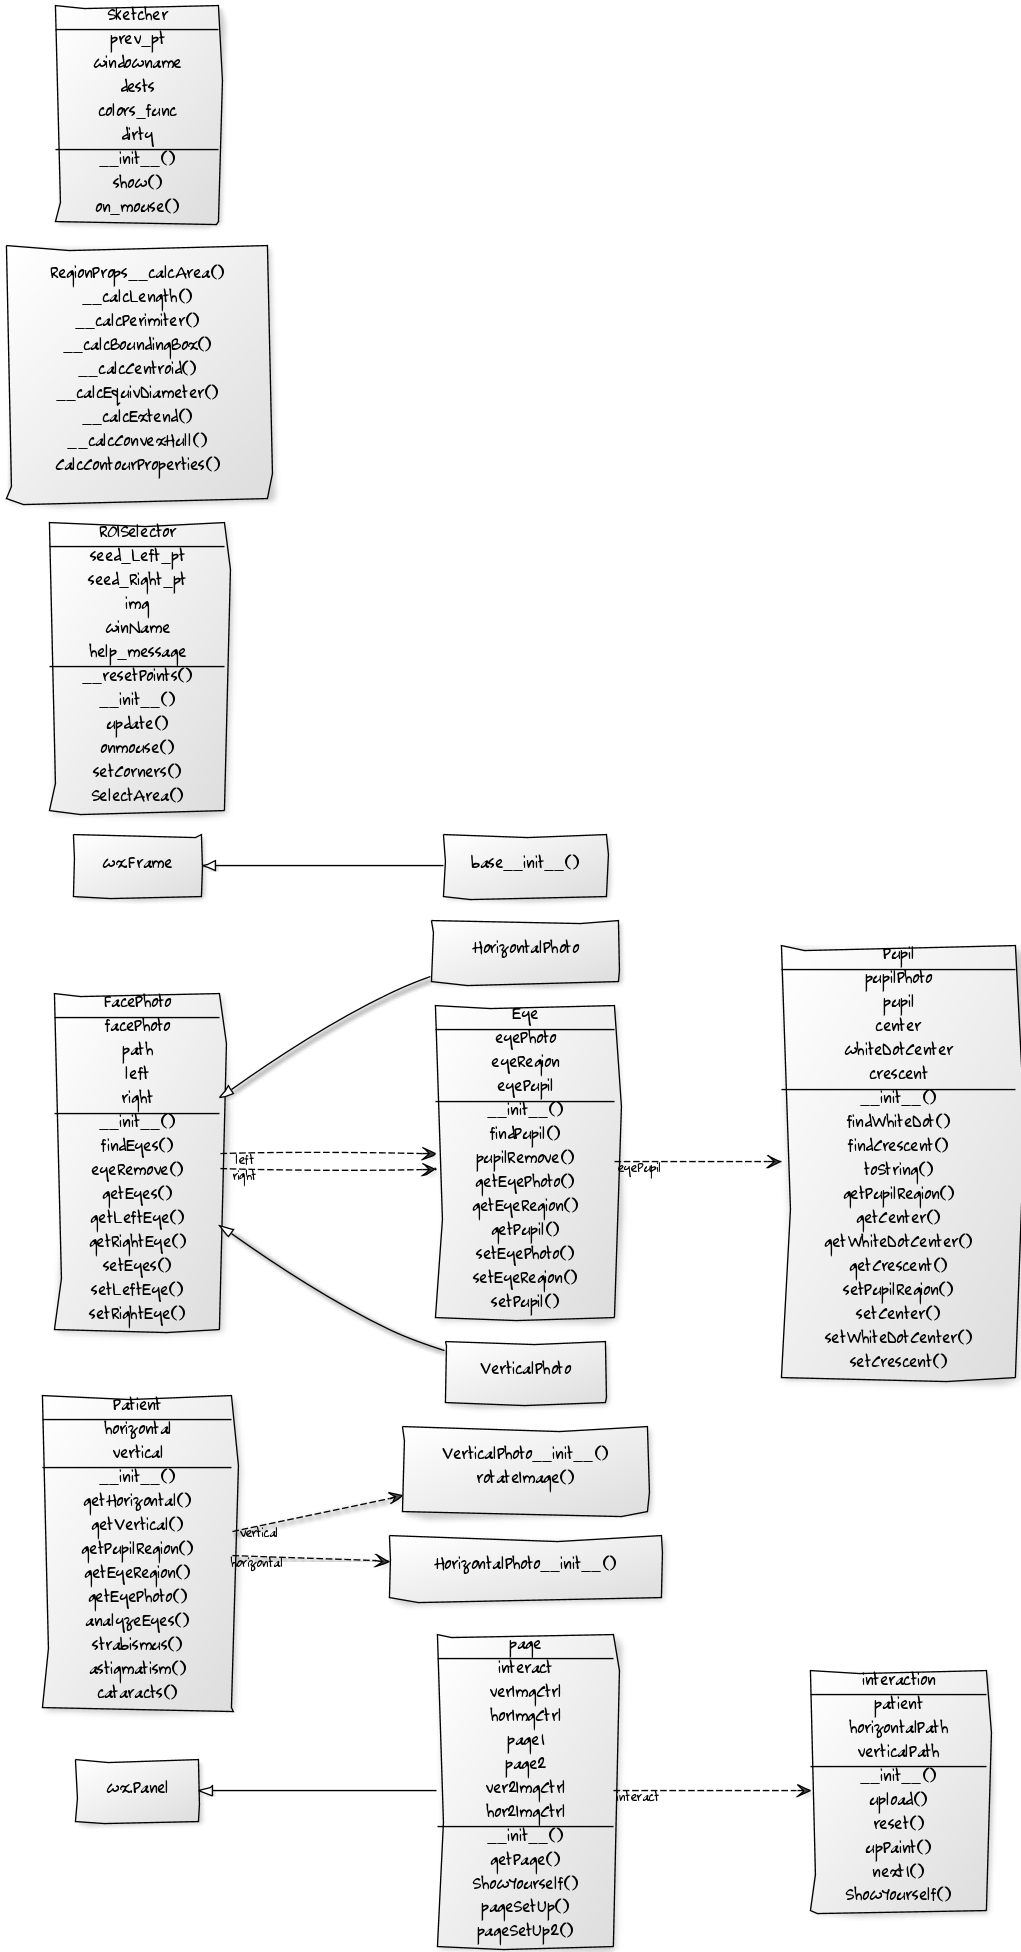 Sketcher
prev_pt
windowname
dests
colors_func
dirty
__init__()
show()
on_mouse()
RegionProps__calcArea()
__calcLength()
__calcPerimiter()
__calcBoundingBox()
__calcCentroid()
__calcEquivDiameter()
__calcExtend()
__calcConvexHull()
CalcContourProperties()
ROISelector
seed_Left_pt
seed_Right_pt
img
winName
help_message
__resetPoints()
__init__()
update()
onmouse()
setCorners()
SelectArea()
wxFrame
base__init__()
HorizontalPhoto
FacePhoto
facePhoto
path
left
right
__init__()
findEyes()
eyeRemove()
getEyes()
getLeftEye()
getRightEye()
setEyes()
setLeftEye()
setRightEye()
left
right
Eye
eyePhoto
eyeRegion
eyePupil
__init__()
findPupil()
pupilRemove()
getEyePhoto()
getEyeRegion()
getPupil()
setEyePhoto()
setEyeRegion()
setPupil()
eyePupil
Pupil
pupilPhoto
pupil
center
whiteDotCenter
crescent
__init__()
findWhiteDot()
findCrescent()
toString()
getPupilRegion()
getCenter()
getWhiteDotCenter()
getCrescent()
setPupilRegion()
setCenter()
setWhiteDotCenter()
setCrescent()
VerticalPhoto
Patient
horizontal
vertical
__init__()
getHorizontal()
getVertical()
getPupilRegion()
getEyeRegion()
getEyePhoto()
analyzeEyes()
strabismus()
astigmatism()
cataracts()
vertical
horizontal
VerticalPhoto__init__()
rotateImage()
HorizontalPhoto__init__()
wxPanel
page
interact
verImgCtrl
horImgCtrl
page1
page2
ver2ImgCtrl
hor2ImgCtrl
__init__()
getPage()
ShowYourself()
pageSetUp()
pageSetUp2()
interact
interaction
patient
horizontalPath
verticalPath
__init__()
upload()
reset()
upPaint()
next1()
ShowYourself()